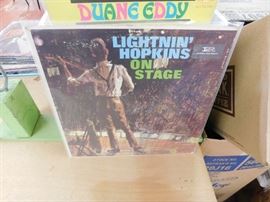 DUANE EDDY
LIGHTNIN'
HOPKINS
ON
STAGE